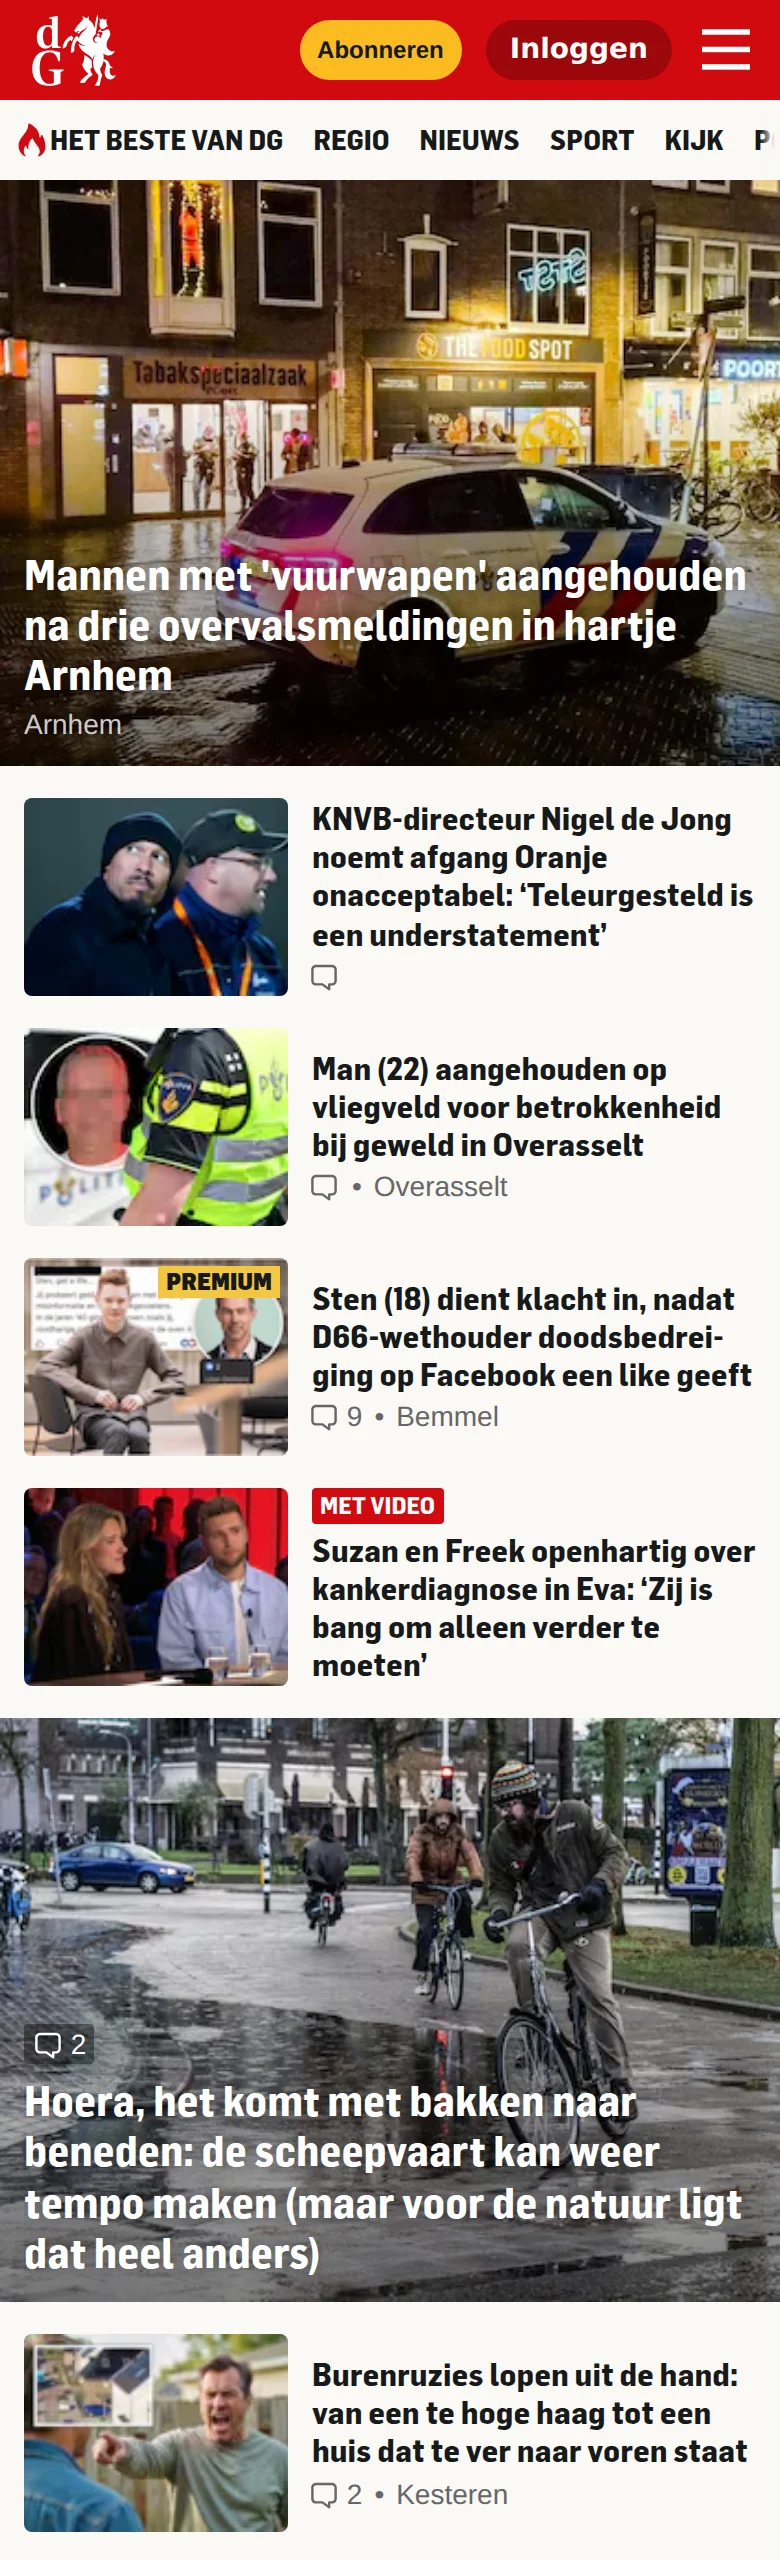 dG
Abonneren
Inloggen
HET BESTE VAN DG REGIO NIEUWS SPORT KIJK
Tabakspeciaalzaak
THE FOOD SPOT
POORT
Mannen met 'vuurwapen' aangehouden
na drie overvalsmeldingen in hartje
Arnhem
Arnhem
KNVB-directeur Nigel de Jong
noemt afgang Oranje
onacceptabel: ‘Teleurgesteld is
een understatement’
Man (22) aangehouden op
vliegveld voor betrokkenheid
bij geweld in Overasselt
• Overasselt
PREMIUM
Sten (18) dient klacht in, nadat
D66-wethouder doodsbedrei-
ging op Facebook een like geeft
9 • Bemmel
MET VIDEO
Suzan en Freek openhartig over
kankerdiagnose in Eva: ‘Zij is
bang om alleen verder te
moeten’
2
Hoera, het komt met bakken naar
beneden: de scheepvaart kan weer
tempo maken (maar voor de natuur ligt
dat heel anders)
Burenruzies lopen uit de hand:
van een te hoge haag tot een
huis dat te ver naar voren staat
2 • Kesteren